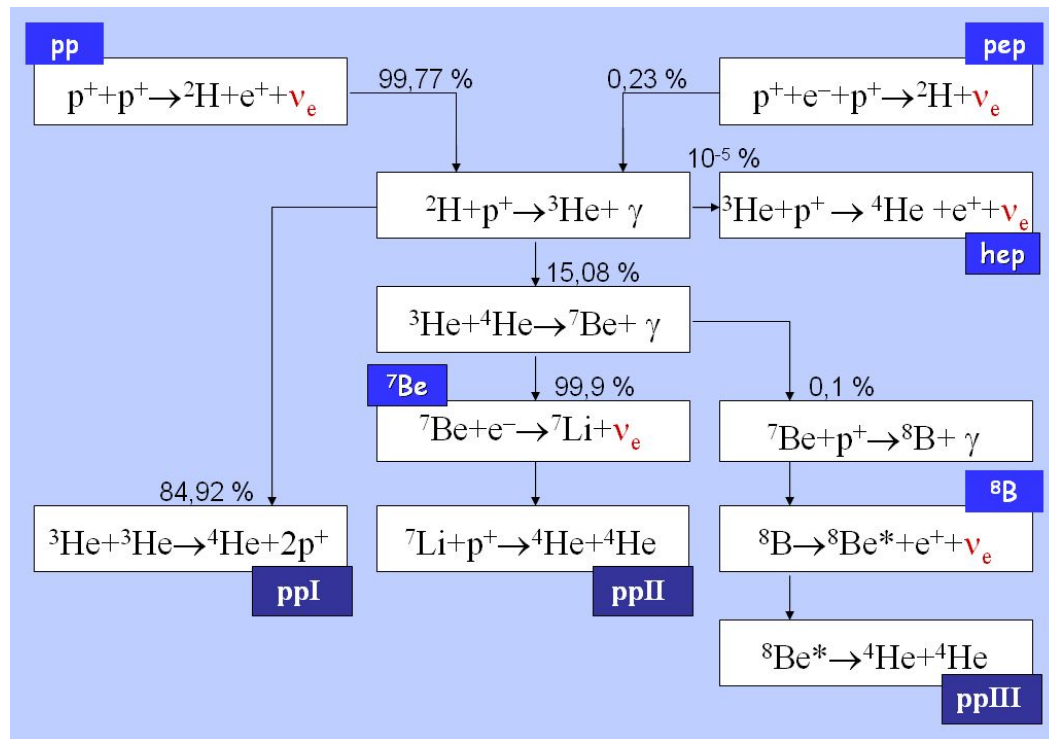 pp
pep
99,77 %
0,23 %
p⁺+p⁺→²H+e⁺+νₑ
p⁺+e⁻+p⁺→²H+νₑ
10⁻⁵ %
²H+p⁺→³He+ γ
³He+p⁺ → ⁴He +e⁺+νₑ
hep
15,08 %
³He+⁴He→⁷Be+ γ
⁷Be
99,9 %
0,1 %
⁷Be+e⁻→⁷Li+νₑ
⁷Be+p⁺→⁸B+ γ
84,92 %
⁸B
³He+³He→⁴He+2p⁺
⁷Li+p⁺→⁴He+⁴He
⁸B→⁸Be*+e⁺+νₑ
ppI
ppII
⁸Be*→⁴He+⁴He
ppIII